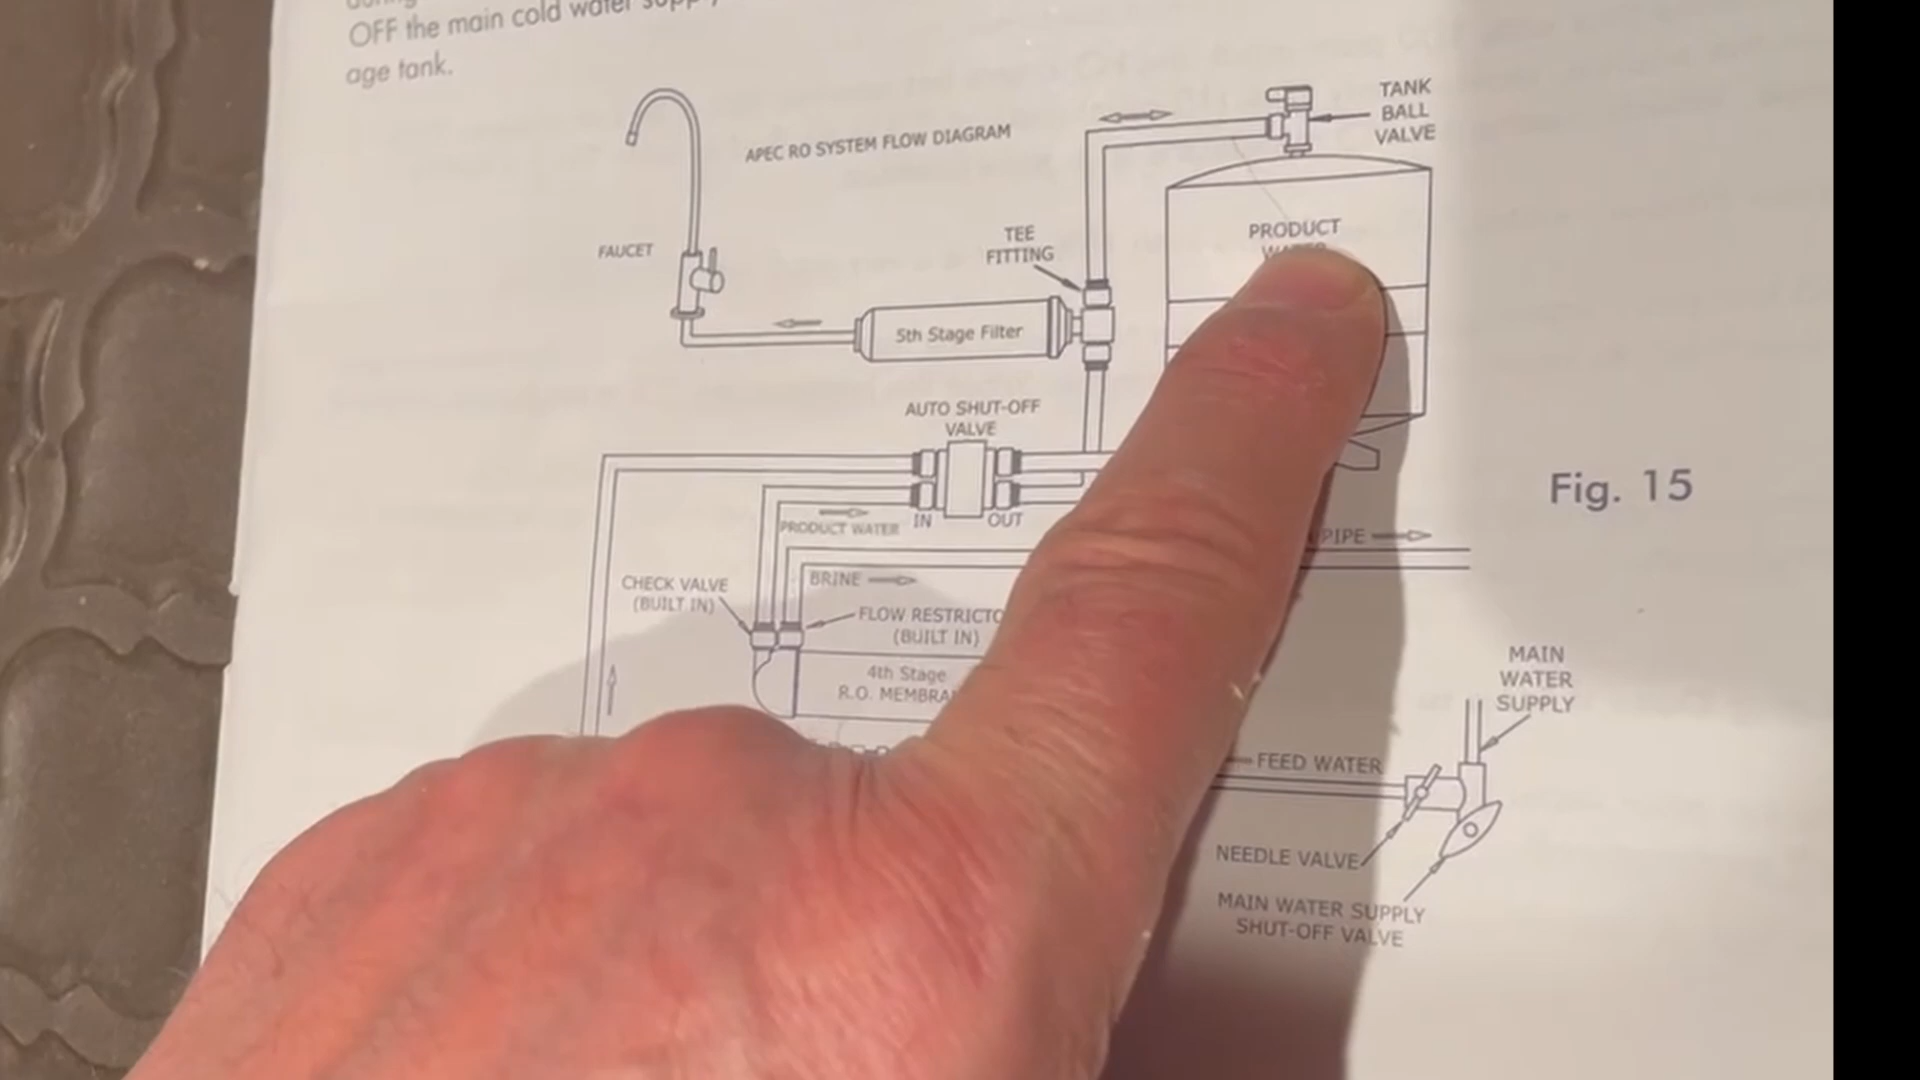 OFF the main cold water supply
age tank.
APEC RO SYSTEM FLOW DIAGRAM
TANK
BALL
VALVE
FAUCET
TEE
FITTING
PRODUCT
WATER
5th Stage Filter
AUTO SHUT-OFF
VALVE
IN
OUT
PRODUCT WATER
Fig. 15
PIPE
BRINE
CHECK VALVE
(BUILT IN)
FLOW RESTRICTO
(BUILT IN)
4th Stage
R.O. MEMBRA
MAIN
WATER
SUPPLY
FEED WATER
NEEDLE VALVE
MAIN WATER SUPPLY
SHUT-OFF VALVE